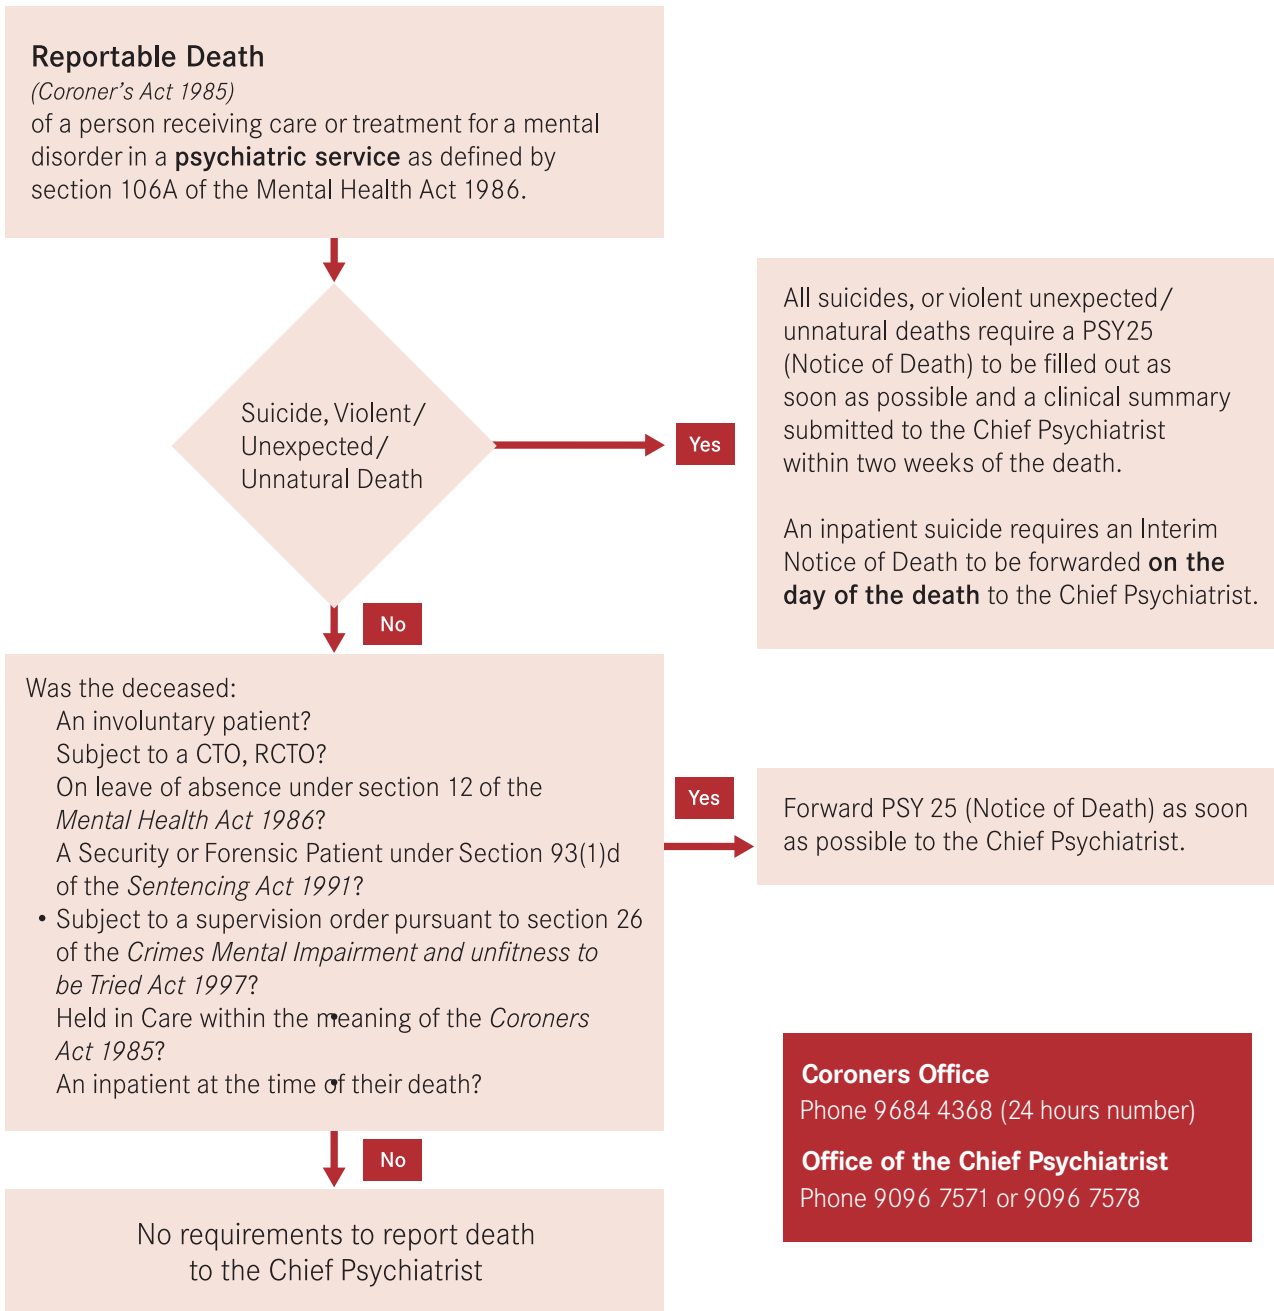 Reportable Death
(Coroner's Act 1985)
of a person receiving care or treatment for a mental
disorder in a psychiatric service as defined by
section 106A of the Mental Health Act 1986.
Suicide, Violent/
Unexpected/
Unnatural Death
Yes
All suicides, or violent unexpected/
unnatural deaths require a PSY25
(Notice of Death) to be filled out as
soon as possible and a clinical summary
submitted to the Chief Psychiatrist
within two weeks of the death.
An inpatient suicide requires an Interim
Notice of Death to be forwarded on the
day of the death to the Chief Psychiatrist.
No
Was the deceased:
An involuntary patient?
Subject to a CTO, RCTO?
On leave of absence under section 12 of the
Mental Health Act 1986?
A Security or Forensic Patient under Section 93(1)d
of the Sentencing Act 1991?
• Subject to a supervision order pursuant to section 26
of the Crimes Mental Impairment and unfitness to
be Tried Act 1997?
Held in Care within the meaning of the Coroners
Act 1985?
An inpatient at the time of their death?
Yes
Forward PSY 25 (Notice of Death) as soon
as possible to the Chief Psychiatrist.
No
No requirements to report death
to the Chief Psychiatrist
Coroners Office
Phone 9684 4368 (24 hours number)
Office of the Chief Psychiatrist
Phone 9096 7571 or 9096 7578